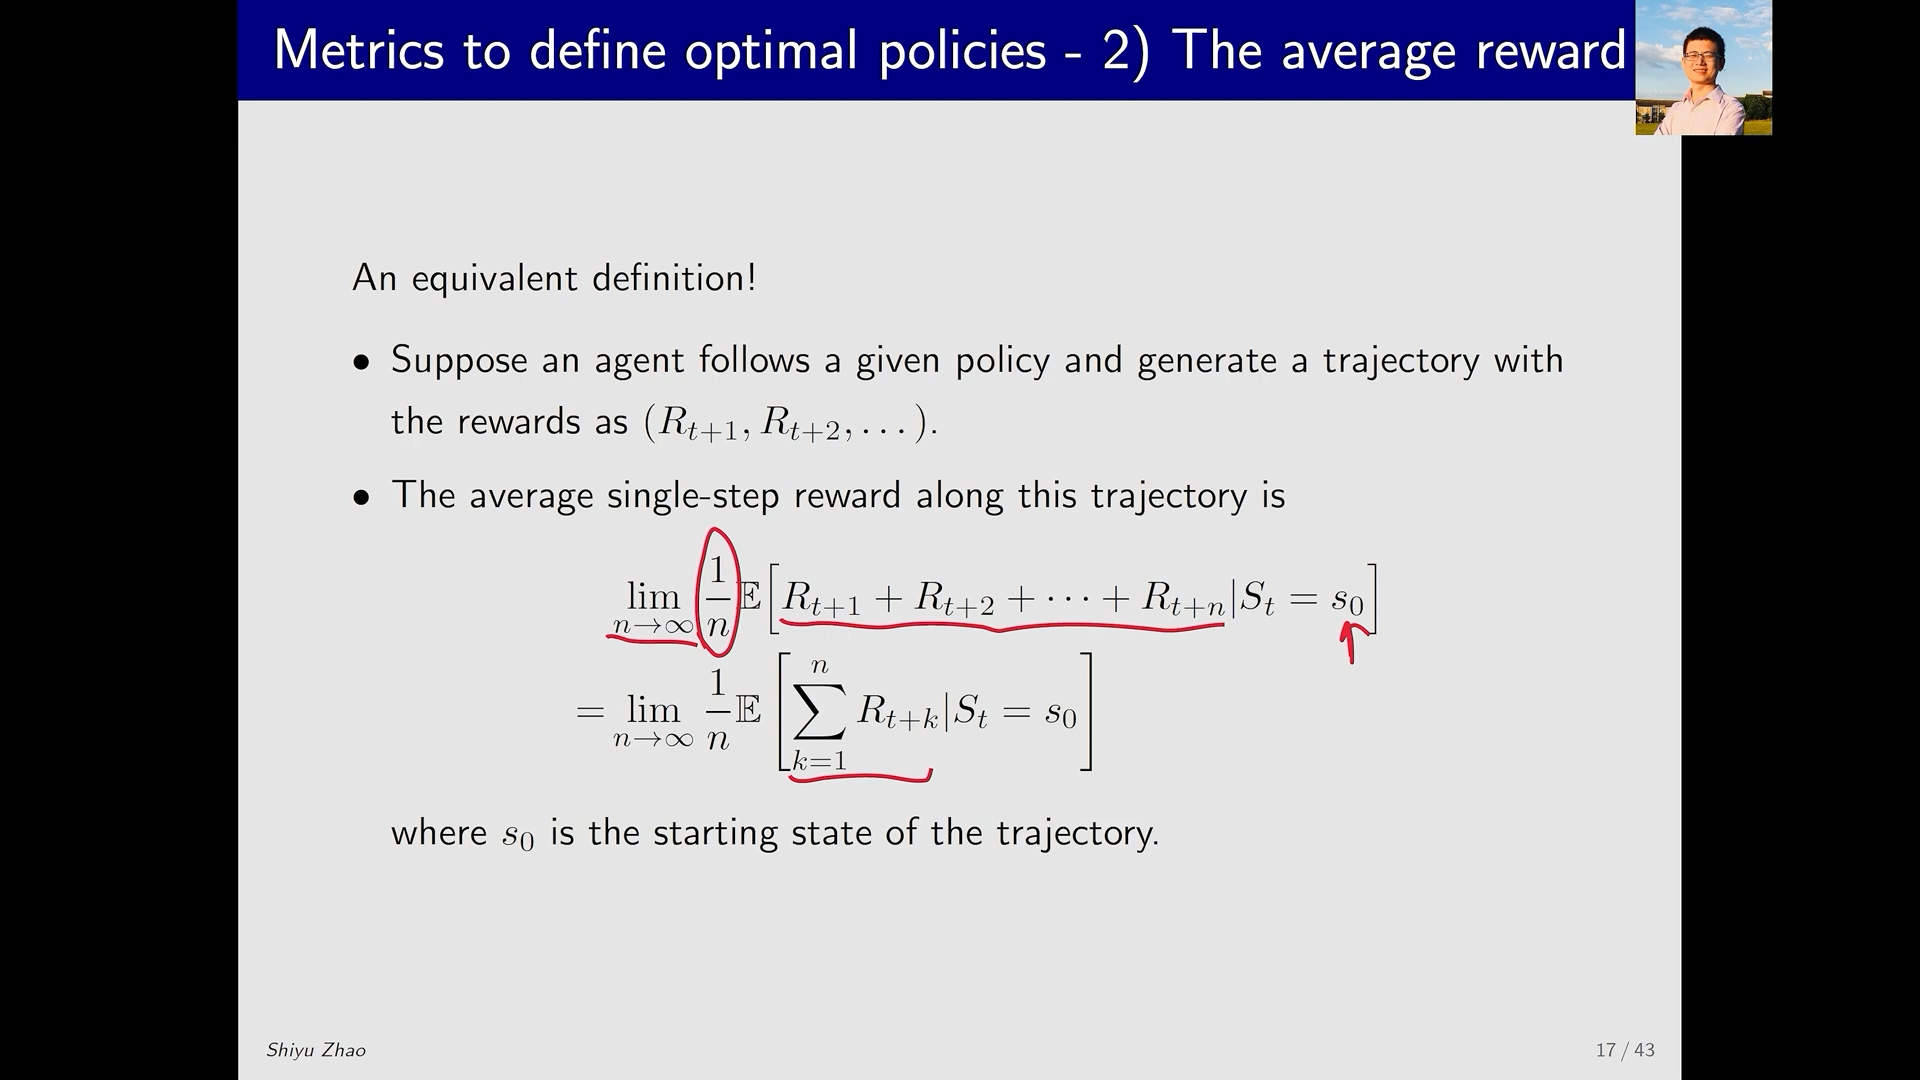 Metrics to define optimal policies - 2) The average reward
An equivalent definition!
• Suppose an agent follows a given policy and generate a trajectory with
the rewards as (R_{t+1}, R_{t+2}, . . . ).
• The average single-step reward along this trajectory is
lim_{n→∞} \frac{1}{n} 𝔼[R_{t+1} + R_{t+2} + · · · + R_{t+n}|S_t = s_0]
= lim_{n→∞} \frac{1}{n} 𝔼[∑_{k=1}^{n} R_{t+k}|S_t = s_0]
where s_0 is the starting state of the trajectory.
Shiyu Zhao
17 / 43